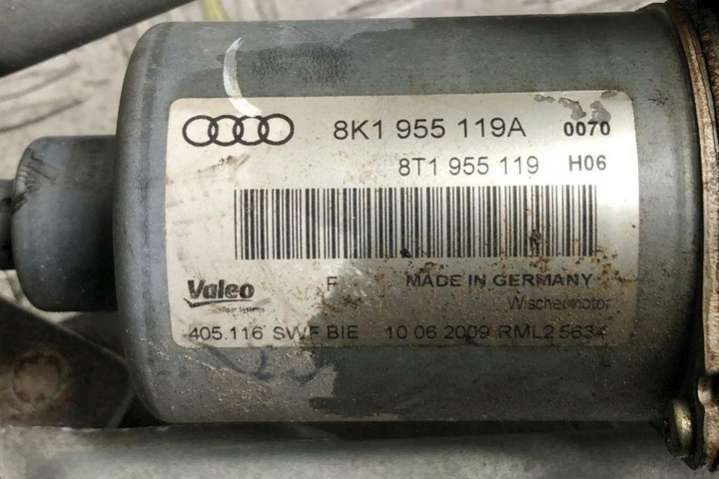 8K1 955 119A 0070
8T1 955 119 H06
Valeo F MADE IN GERMANY
Wischermotor
405.116 SWF BIE 10 06 2009 RML2 5634